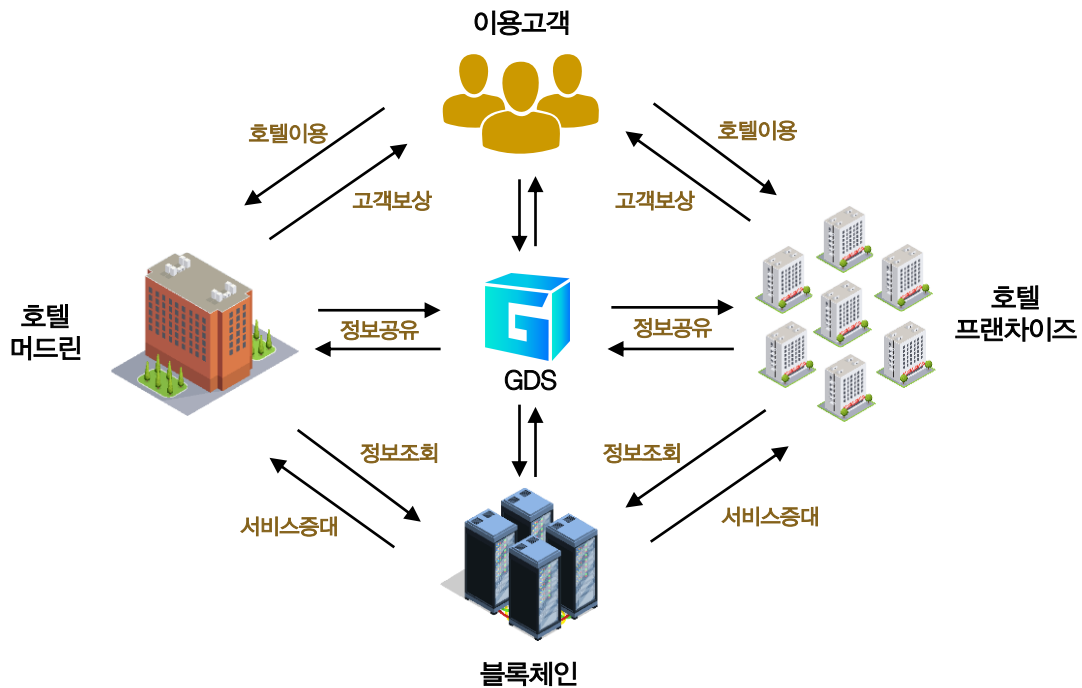 이용고객
호텔이용
호텔이용
고객보상
고객보상
호텔
머드린
정보공유
GDS
정보공유
호텔
프랜차이즈
정보조회
정보조회
서비스증대
서비스증대
블록체인